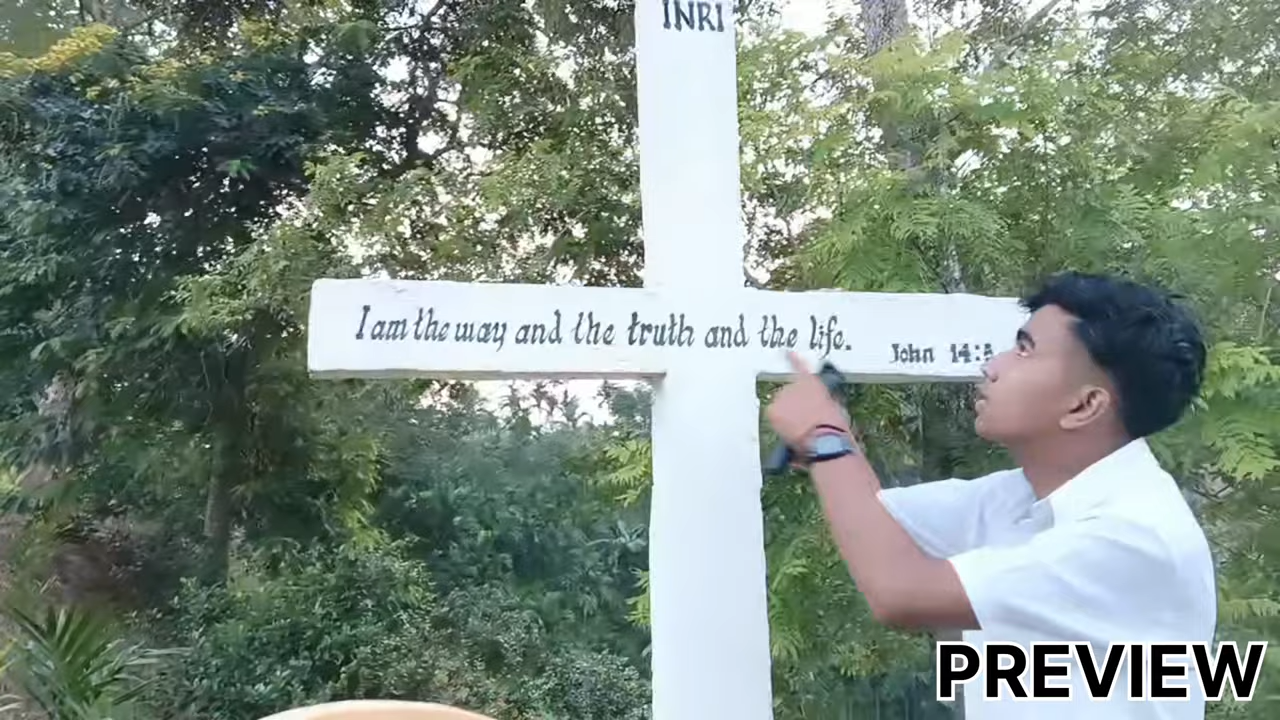 INRI
I am the way and the truth and the life.
John 14:
PREVIEW